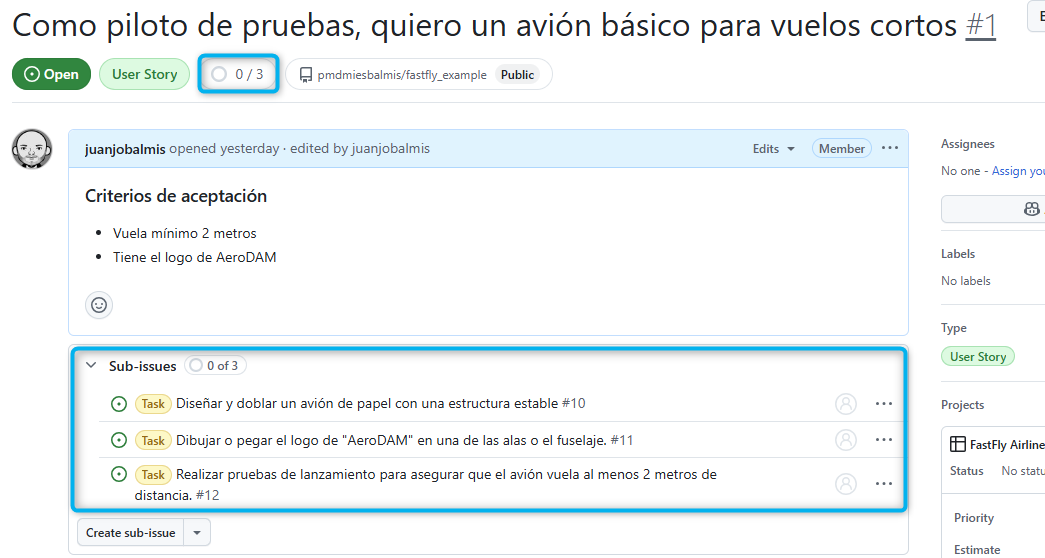 Como piloto de pruebas, quiero un avión básico para vuelos cortos #1
Open User Story 0 / 3 pmdmiesbalmis/fastfly_example Public
juanjobalmis opened yesterday · edited by juanjobalmis Edits Member
Criterios de aceptación
• Vuela mínimo 2 metros
• Tiene el logo de AeroDAM
Sub-issues 0 of 3
Task Diseñar y doblar un avión de papel con una estructura estable #10
Task Dibujar o pegar el logo de "AeroDAM" en una de las alas o el fuselaje. #11
Task Realizar pruebas de lanzamiento para asegurar que el avión vuela al menos 2 metros de
distancia. #12
Create sub-issue
Assignees
No one - Assign you
Labels
No labels
Type
User Story
Projects
FastFly Airline
Status No statu
Priority
Estimate